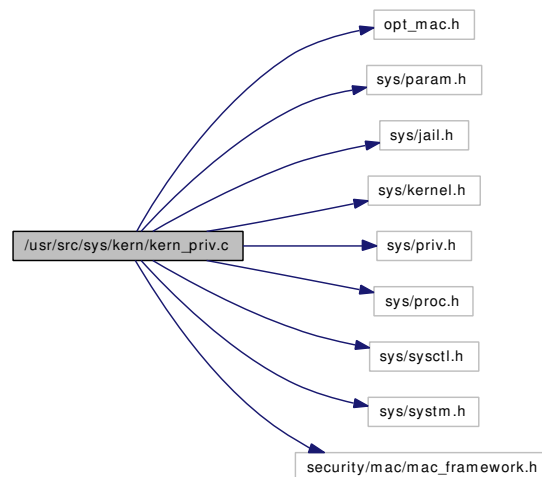 opt_mac.h
sys/param.h
sys/jail.h
sys/kernel.h
/usr/src/sys/kern/kern_priv.c
sys/priv.h
sys/proc.h
sys/sysctl.h
sys/systm.h
security/mac/mac_framework.h